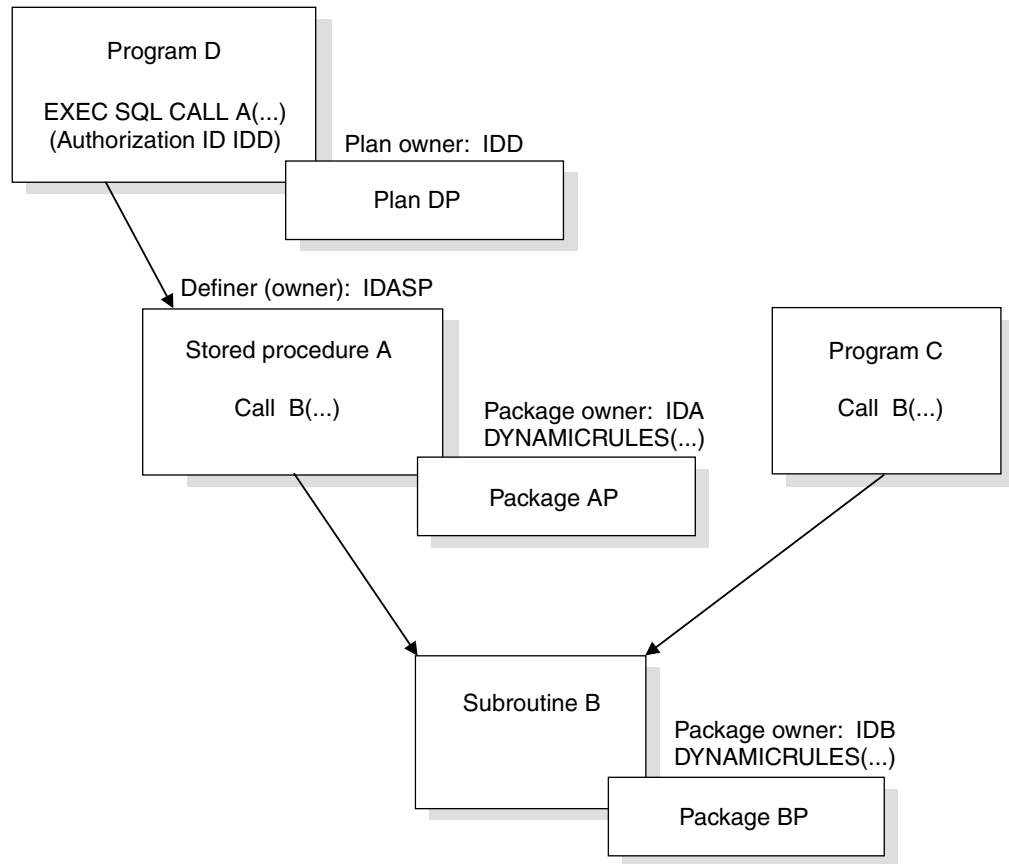 Program D
EXEC SQL CALL A(...)
(Authorization ID IDD)
Plan owner: IDD
Plan DP
Definer (owner): IDASP
Stored procedure A
Call B(...)
Program C
Call B(...)
Package owner: IDA
DYNAMICRULES(...)
Package AP
Subroutine B
Package owner: IDB
DYNAMICRULES(...)
Package BP